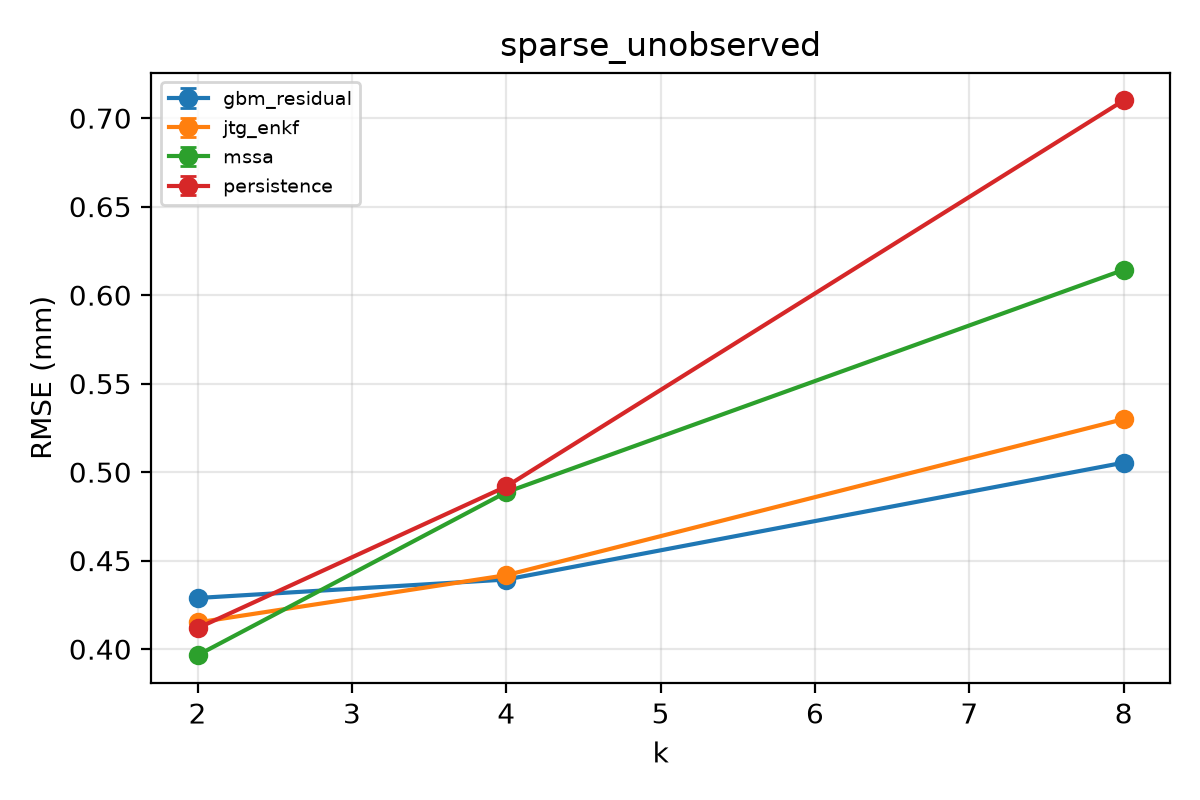 sparse_unobserved
gbm_residual
jtg_enkf
mssa
persistence
RMSE (mm)
0.70
0.65
0.60
0.55
0.50
0.45
0.40
2 3 4 5 6 7 8
k